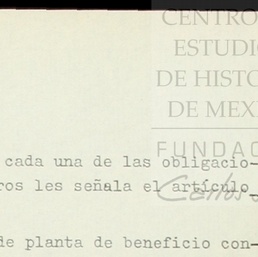 CENTRO
ESTUDIO
DE HISTO
DE MEX
FUNDAC
Carlos
cada una de las obligacio-
ros les señala el artículo
de planta de beneficio con-